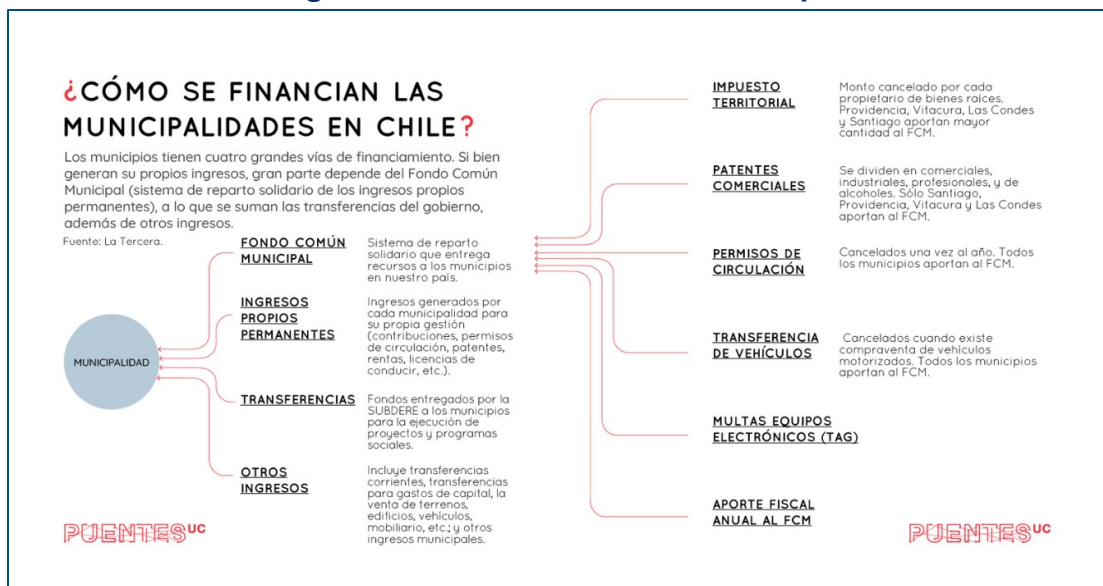 ¿CÓMO SE FINANCIAN LAS
MUNICIPALIDADES EN CHILE?
Los municipios tienen cuatro grandes vías de financiamiento. Si bien
generan su propios ingresos, gran parte depende del Fondo Común
Municipal (sistema de reparto solidario de los ingresos propios
permanentes), a lo que se suman las transferencias del gobierno,
además de otros ingresos.
Fuente: La Tercera.
MUNICIPALIDAD
FONDO COMÚN
MUNICIPAL
Sistema de reparto
solidario que entrega
recursos a los municipios
en nuestro país.
INGRESOS
PROPIOS
PERMANENTES
Ingresos generados por
cada municipalidad para
su propia gestión
(contribuciones, permisos
de circulación, patentes,
rentas, licencias de
conducir, etc.).
TRANSFERENCIAS
Fondos entregados por la
SUBDERE a los municipios
para la ejecución de
proyectos y programas
sociales.
OTROS
INGRESOS
Incluye transferencias
corrientes, transferencias
para gastos de capital, la
venta de terrenos,
edificios, vehículos,
mobiliario, etc.; y otros
ingresos municipales.
IMPUESTO
TERRITORIAL
Monto cancelado por cada
propietario de bienes raíces.
Providencia, Vitacura, Las Condes
y Santiago aportan mayor
cantidad al FCM.
PATENTES
COMERCIALES
Se dividen en comerciales,
industriales, profesionales, y de
alcoholes. Sólo Santiago,
Providencia, Vitacura y Las Condes
aportan al FCM.
PERMISOS DE
CIRCULACIÓN
Cancelados una vez al año. Todos
los municipios aportan al FCM.
TRANSFERENCIA
DE VEHÍCULOS
Cancelados cuando existe
compraventa de vehículos
motorizados. Todos los municipios
aportan al FCM.
MULTAS EQUIPOS
ELECTRÓNICOS (TAG)
APORTE FISCAL
ANUAL AL FCM
PUENTES UC
PUENTES UC